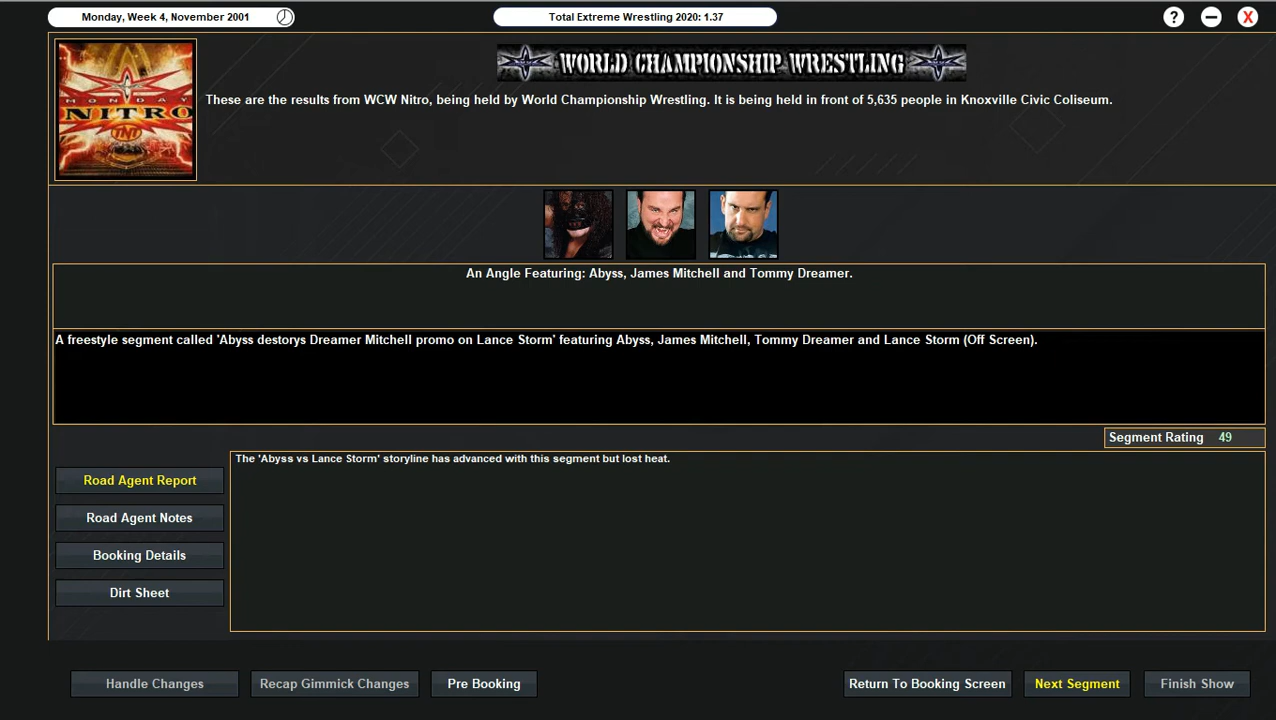 Monday, Week 4, November 2001
Total Extreme Wrestling 2020: 1.37
?
X
MONDAY
NITRO
TNT
WORLD CHAMPIONSHIP WRESTLING
These are the results from WCW Nitro, being held by World Championship Wrestling. It is being held in front of 5,635 people in Knoxville Civic Coliseum.
An Angle Featuring: Abyss, James Mitchell and Tommy Dreamer.
A freestyle segment called 'Abyss destorys Dreamer Mitchell promo on Lance Storm' featuring Abyss, James Mitchell, Tommy Dreamer and Lance Storm (Off Screen).
Segment Rating 49
The 'Abyss vs Lance Storm' storyline has advanced with this segment but lost heat.
Road Agent Report
Road Agent Notes
Booking Details
Dirt Sheet
Handle Changes
Recap Gimmick Changes
Pre Booking
Return To Booking Screen
Next Segment
Finish Show